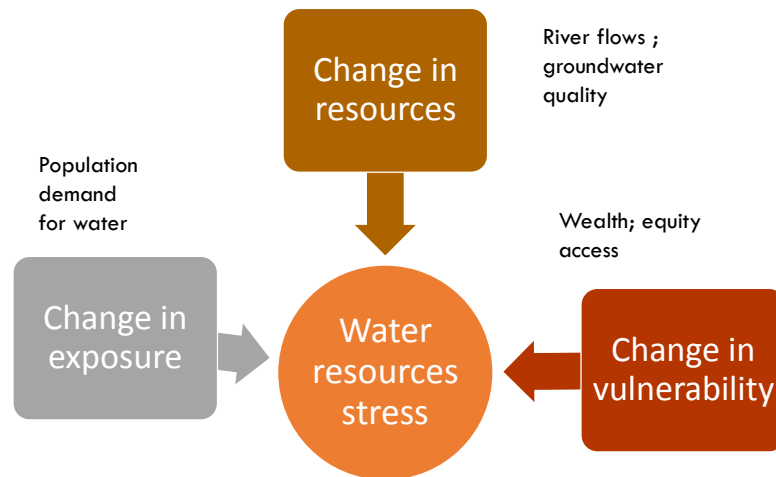 Change in
resources
River flows ;
groundwater
quality
Population
demand
for water
Wealth; equity
access
Change in
exposure
Water
resources
stress
Change in
vulnerability